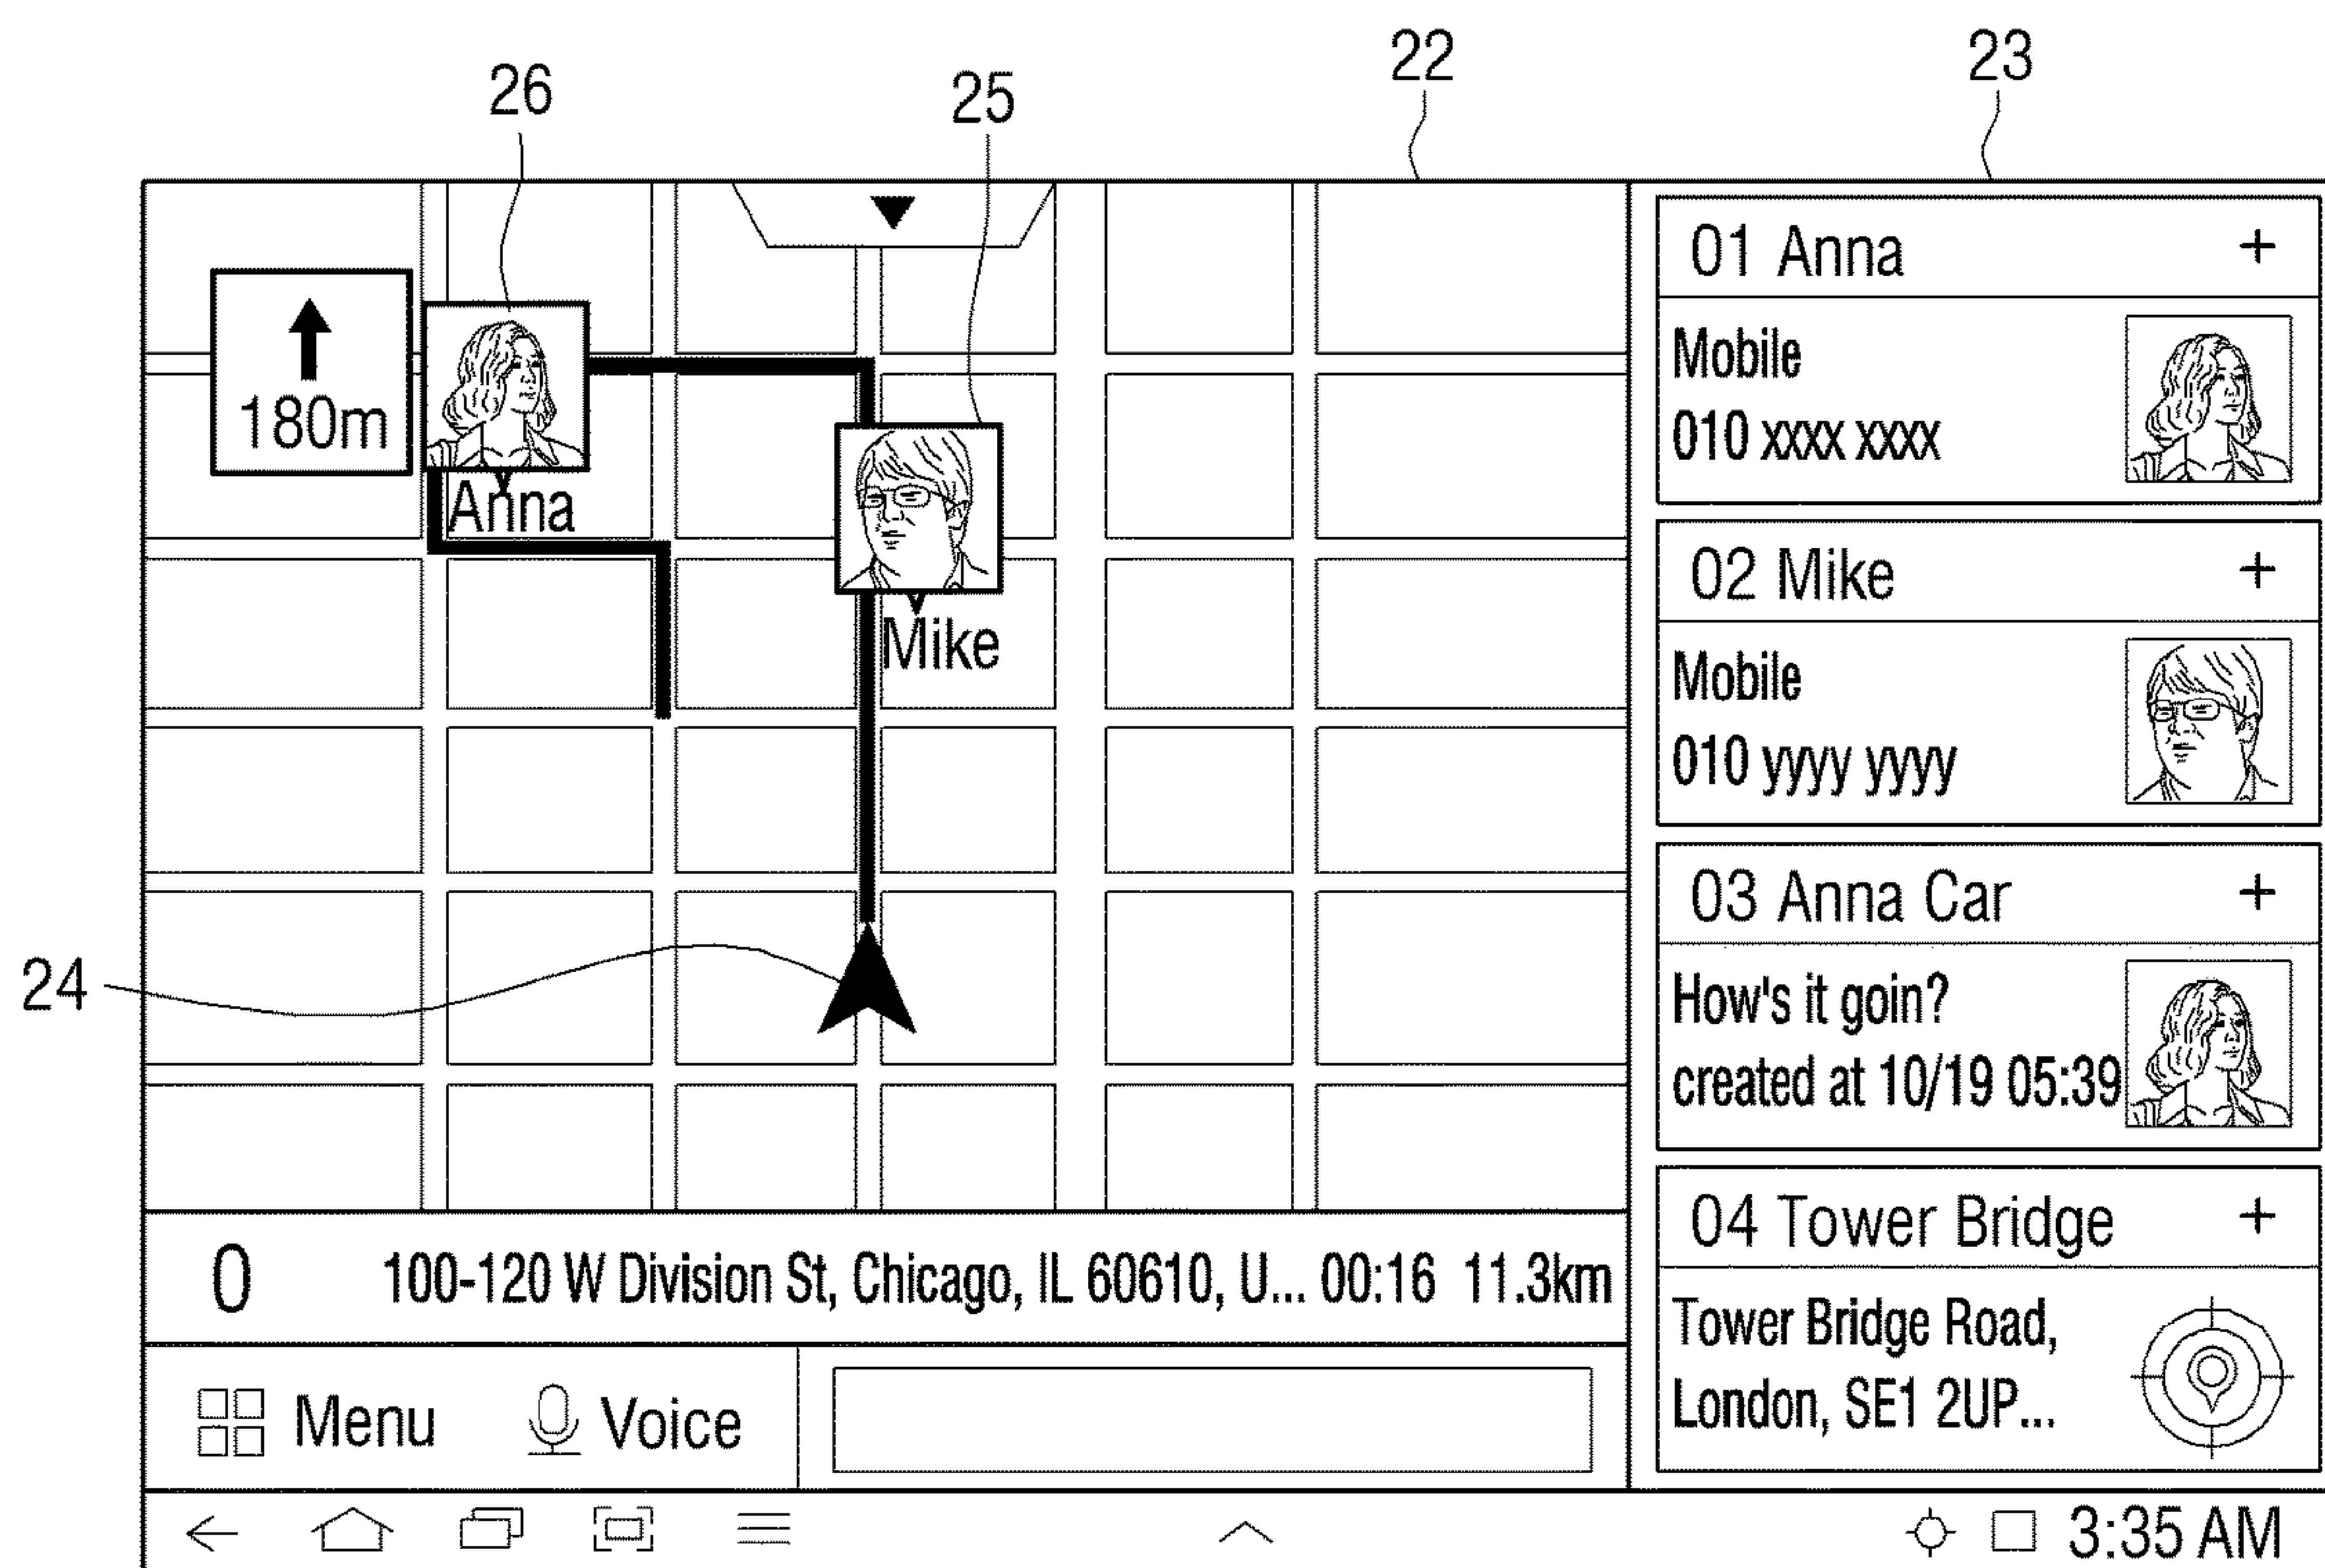 26
25
22
23
180m
Anna
Mike
24
0 100-120 W Division St, Chicago, IL 60610, U... 00:16 11.3km
Menu Voice
01 Anna +
Mobile
010 xxxx xxxx
02 Mike +
Mobile
010 yyyy yyyy
03 Anna Car +
How's it goin?
created at 10/19 05:39
04 Tower Bridge +
Tower Bridge Road,
London, SE1 2UP...
3:35 AM